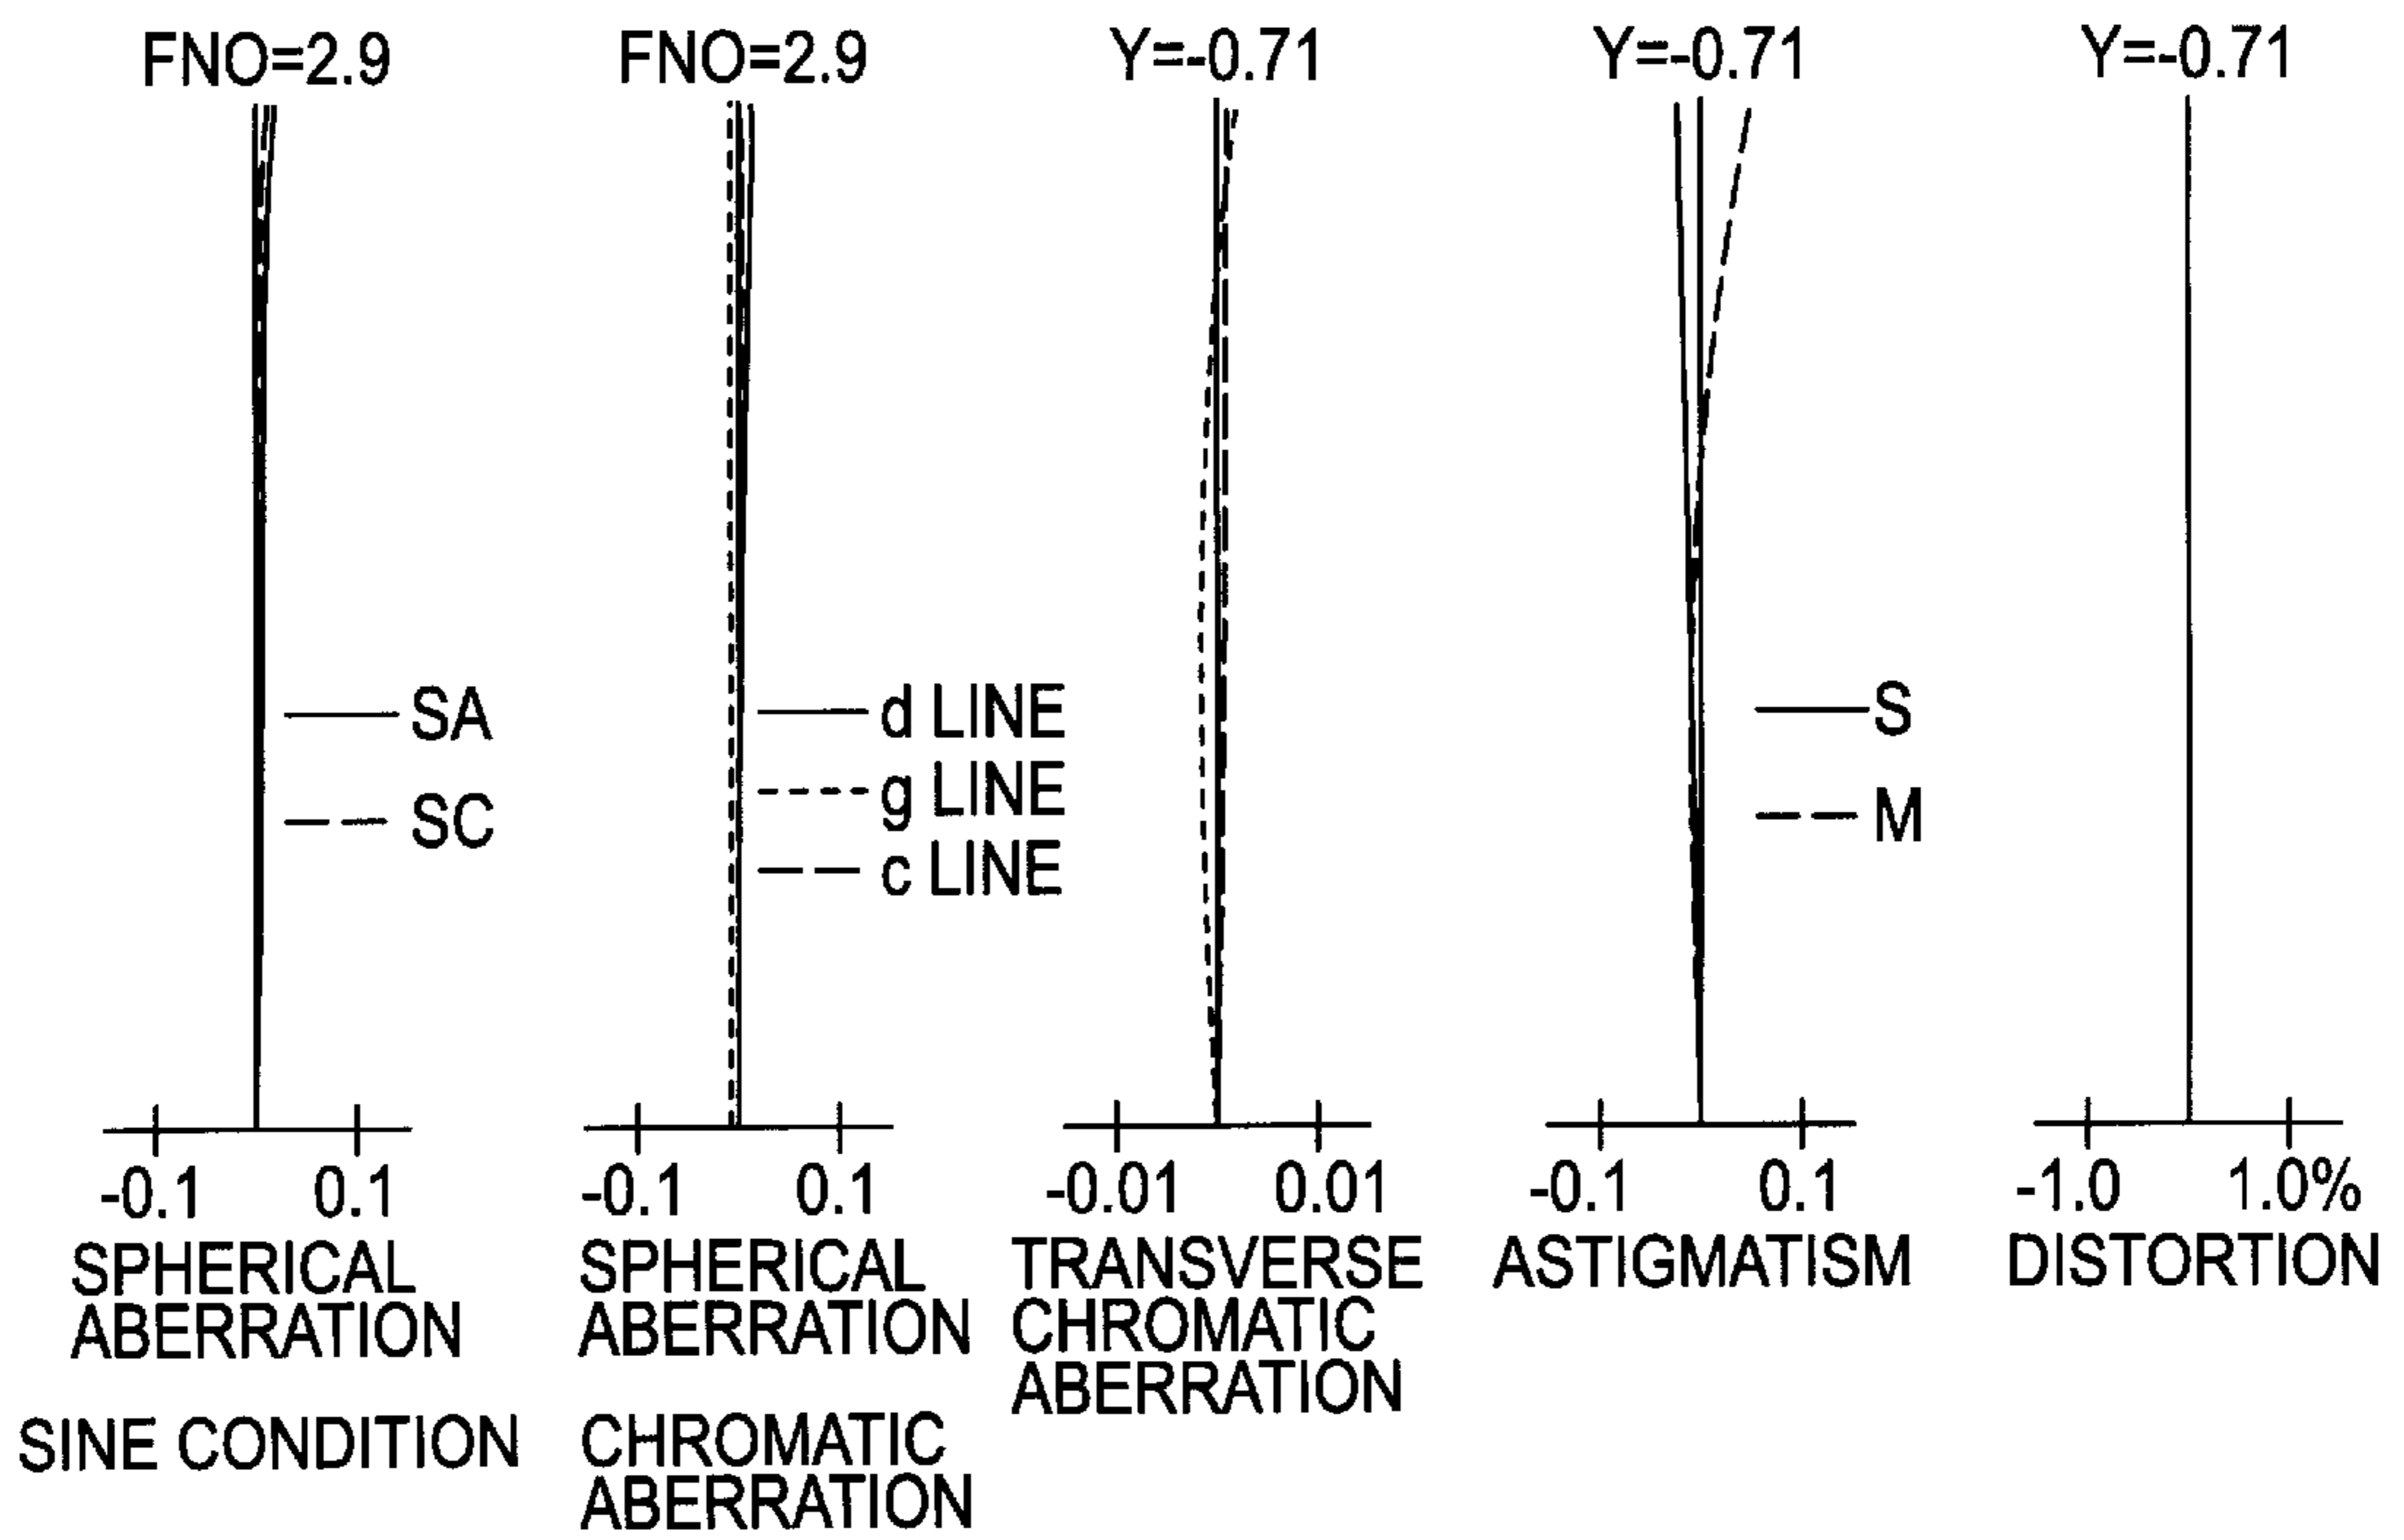 FNO=2.9
FNO=2.9
Y=-0.71
Y=-0.71
Y=-0.71
SA
SC
d LINE
g LINE
c LINE
S
M
-0.1 0.1
-0.1 0.1
-0.01 0.01
-0.1 0.1
-1.0 1.0%
SPHERICAL
ABERRATION
SINE CONDITION
SPHERICAL
ABERRATION
CHROMATIC
ABERRATION
TRANSVERSE
CHROMATIC
ABERRATION
ASTIGMATISM
DISTORTION